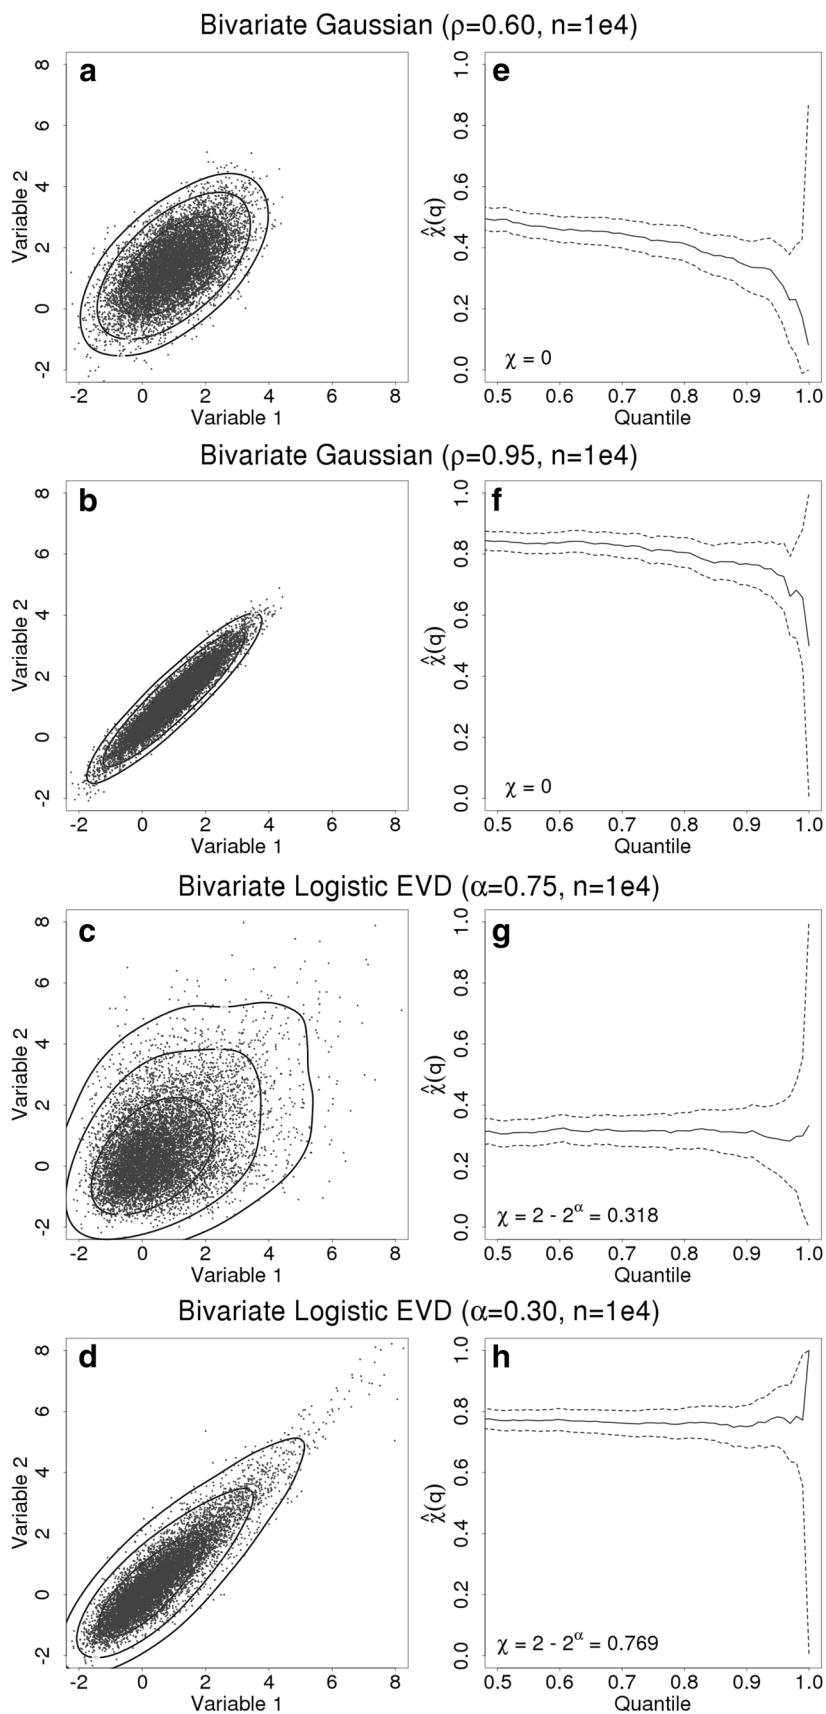 Bivariate Gaussian (ρ=0.60, n=1e4)
a
8
6
4
2
0
-2
Variable 2
-2 0 2 4 6 8
Variable 1
e
1.0
0.8
0.6
0.4
0.2
0.0
χ̂(q)
χ = 0
0.5 0.6 0.7 0.8 0.9 1.0
Quantile
Bivariate Gaussian (ρ=0.95, n=1e4)
b
8
6
4
2
0
-2
Variable 2
-2 0 2 4 6 8
Variable 1
f
1.0
0.8
0.6
0.4
0.2
0.0
χ̂(q)
χ = 0
0.5 0.6 0.7 0.8 0.9 1.0
Quantile
Bivariate Logistic EVD (α=0.75, n=1e4)
c
8
6
4
2
0
-2
Variable 2
-2 0 2 4 6 8
Variable 1
g
1.0
0.8
0.6
0.4
0.2
0.0
χ̂(q)
χ = 2 - 2^α = 0.318
0.5 0.6 0.7 0.8 0.9 1.0
Quantile
Bivariate Logistic EVD (α=0.30, n=1e4)
d
8
6
4
2
0
-2
Variable 2
-2 0 2 4 6 8
Variable 1
h
1.0
0.8
0.6
0.4
0.2
0.0
χ̂(q)
χ = 2 - 2^α = 0.769
0.5 0.6 0.7 0.8 0.9 1.0
Quantile